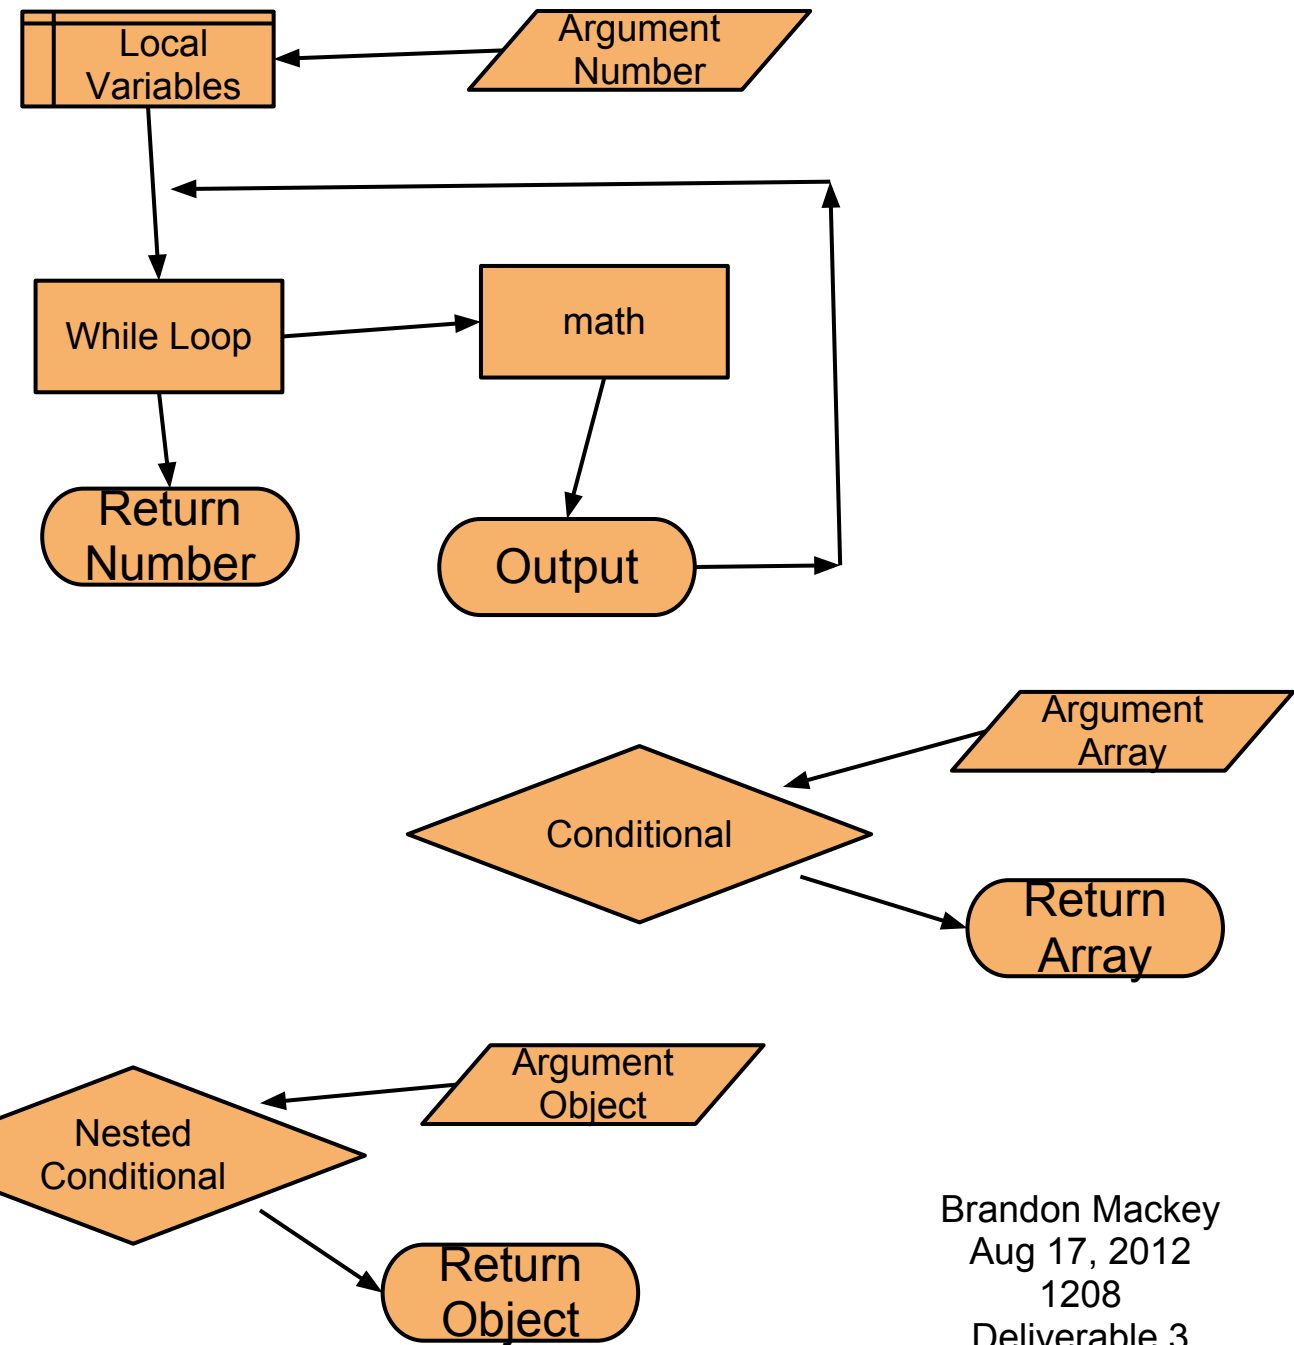 Local
Variables
Argument
Number
While Loop
math
Return
Number
Output
Argument
Array
Conditional
Return
Array
Argument
Object
Nested
Conditional
Return
Object
Brandon Mackey
Aug 17, 2012
1208
Deliverable 3